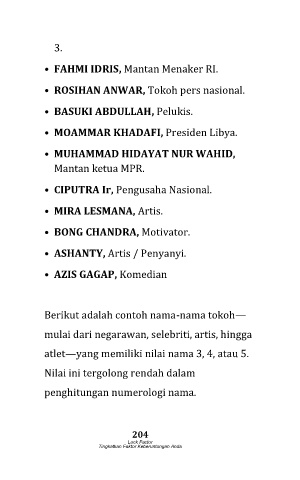 3.
• FAHMI IDRIS, Mantan Menaker RI.
• ROSIHAN ANWAR, Tokoh pers nasional.
• BASUKI ABDULLAH, Pelukis.
• MOAMMAR KHADAFI, Presiden Libya.
• MUHAMMAD HIDAYAT NUR WAHID,
Mantan ketua MPR.
• CIPUTRA Ir, Pengusaha Nasional.
• MIRA LESMANA, Artis.
• BONG CHANDRA, Motivator.
• ASHANTY, Artis / Penyanyi.
• AZIS GAGAP, Komedian
Berikut adalah contoh nama-nama tokoh—
mulai dari negarawan, selebriti, artis, hingga
atlet—yang memiliki nilai nama 3, 4, atau 5.
Nilai ini tergolong rendah dalam
penghitungan numerologi nama.
204
Luck Factor
Tingkatkan Faktor Keberuntungan Anda